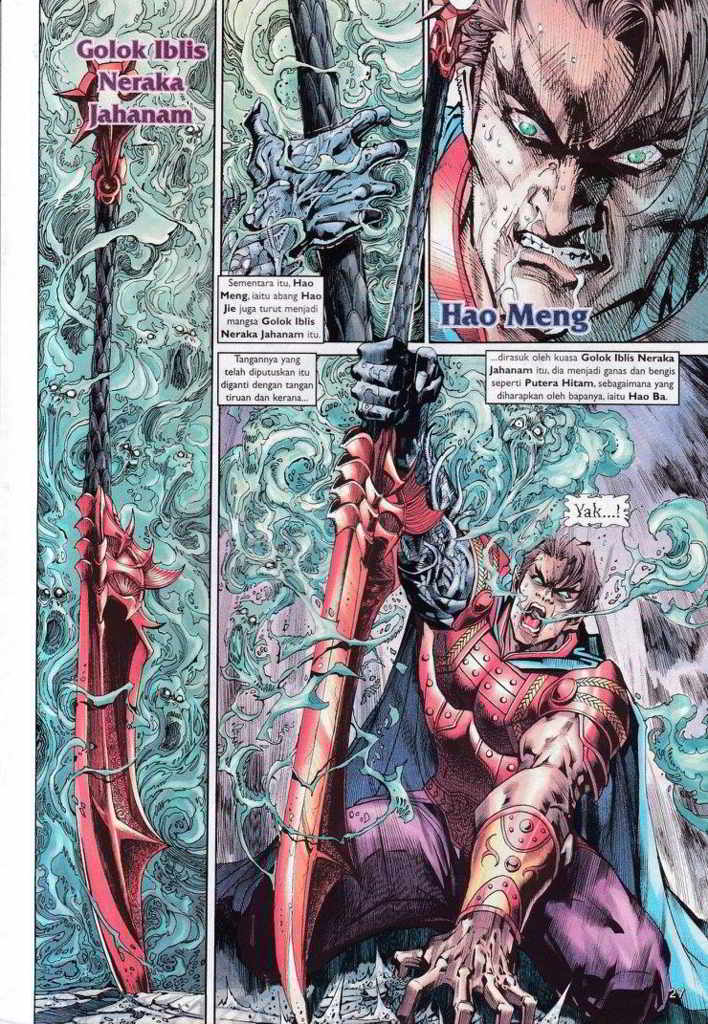 Golok Iblis
Neraka
Jahanam
Sementara itu, Hao
Meng, iaitu abang Hao
Jie juga turut menjadi
mangsa Golok Iblis
Neraka Jahanam itu.
Hao Meng
Tangannya yang
telah diputuskan itu
diganti dengan tangan
tiruan dan kerana...
...dirasuk oleh kuasa Golok Iblis Neraka
Jahanam itu, dia menjadi ganas dan bengis
seperti Putera Hitam, sebagaimana yang
diharapkan oleh bapanya, iaitu Hao Ba.
Yak...!
27